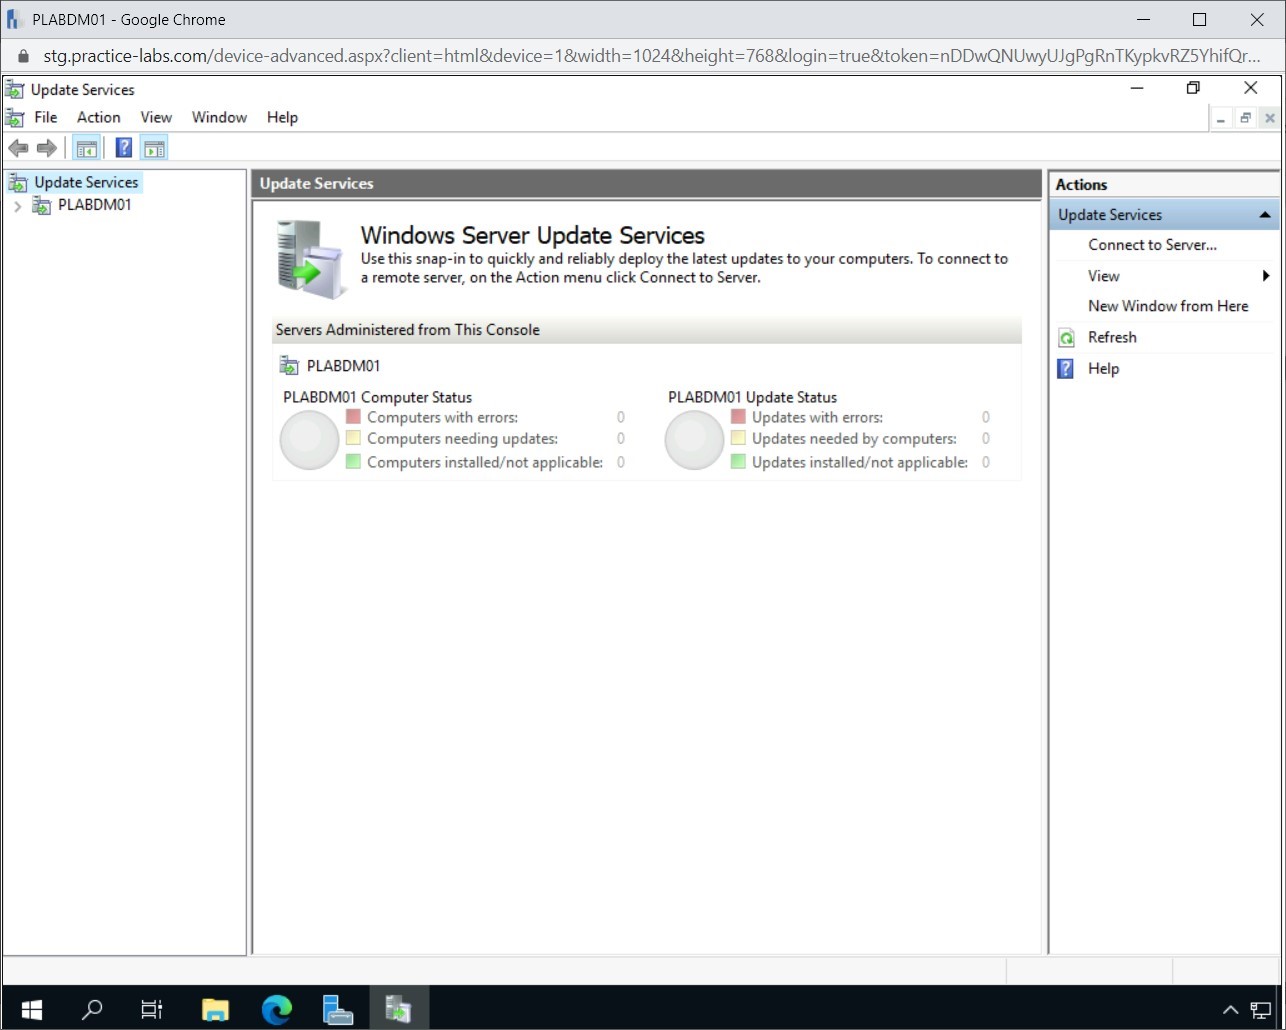 PLABDM01 - Google Chrome
stg.practice-labs.com/device-advanced.aspx?client=html&device=1&width=1024&height=768&login=true&token=nDDwQNUwyUJgPgRnTKypkvRZ5YhifQr...
Update Services
File Action View Window Help
Update Services
PLABDM01
Update Services
Windows Server Update Services
Use this snap-in to quickly and reliably deploy the latest updates to your computers. To connect to
a remote server, on the Action menu click Connect to Server.
Servers Administered from This Console
PLABDM01
PLABDM01 Computer Status
Computers with errors: 0
Computers needing updates: 0
Computers installed/not applicable: 0
PLABDM01 Update Status
Updates with errors: 0
Updates needed by computers: 0
Updates installed/not applicable: 0
Actions
Update Services
Connect to Server...
View
New Window from Here
Refresh
Help